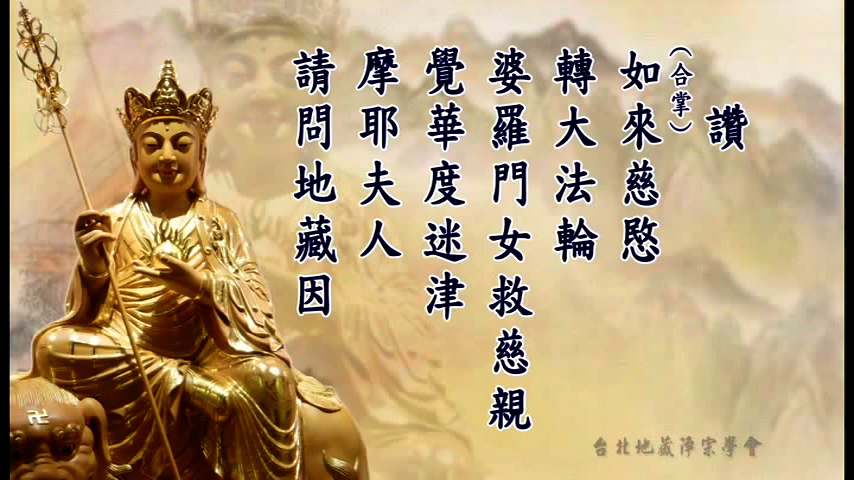 讚
(合掌)
如來慈愍
轉大法輪
婆羅門女救慈親
覺華度迷津
摩耶夫人
請問地藏因
台北地藏淨宗學會
卍